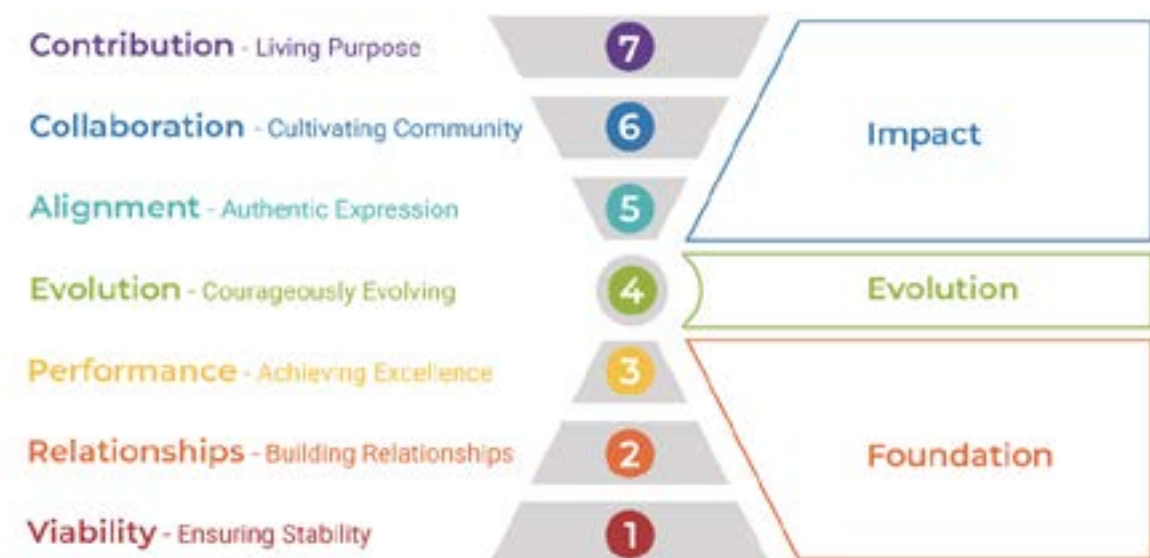 Contribution - Living Purpose
7
Collaboration - Cultivating Community
6
Impact
Alignment - Authentic Expression
5
Evolution - Courageously Evolving
4
Evolution
Performance - Achieving Excellence
3
Relationships - Building Relationships
2
Foundation
Viability - Ensuring Stability
1